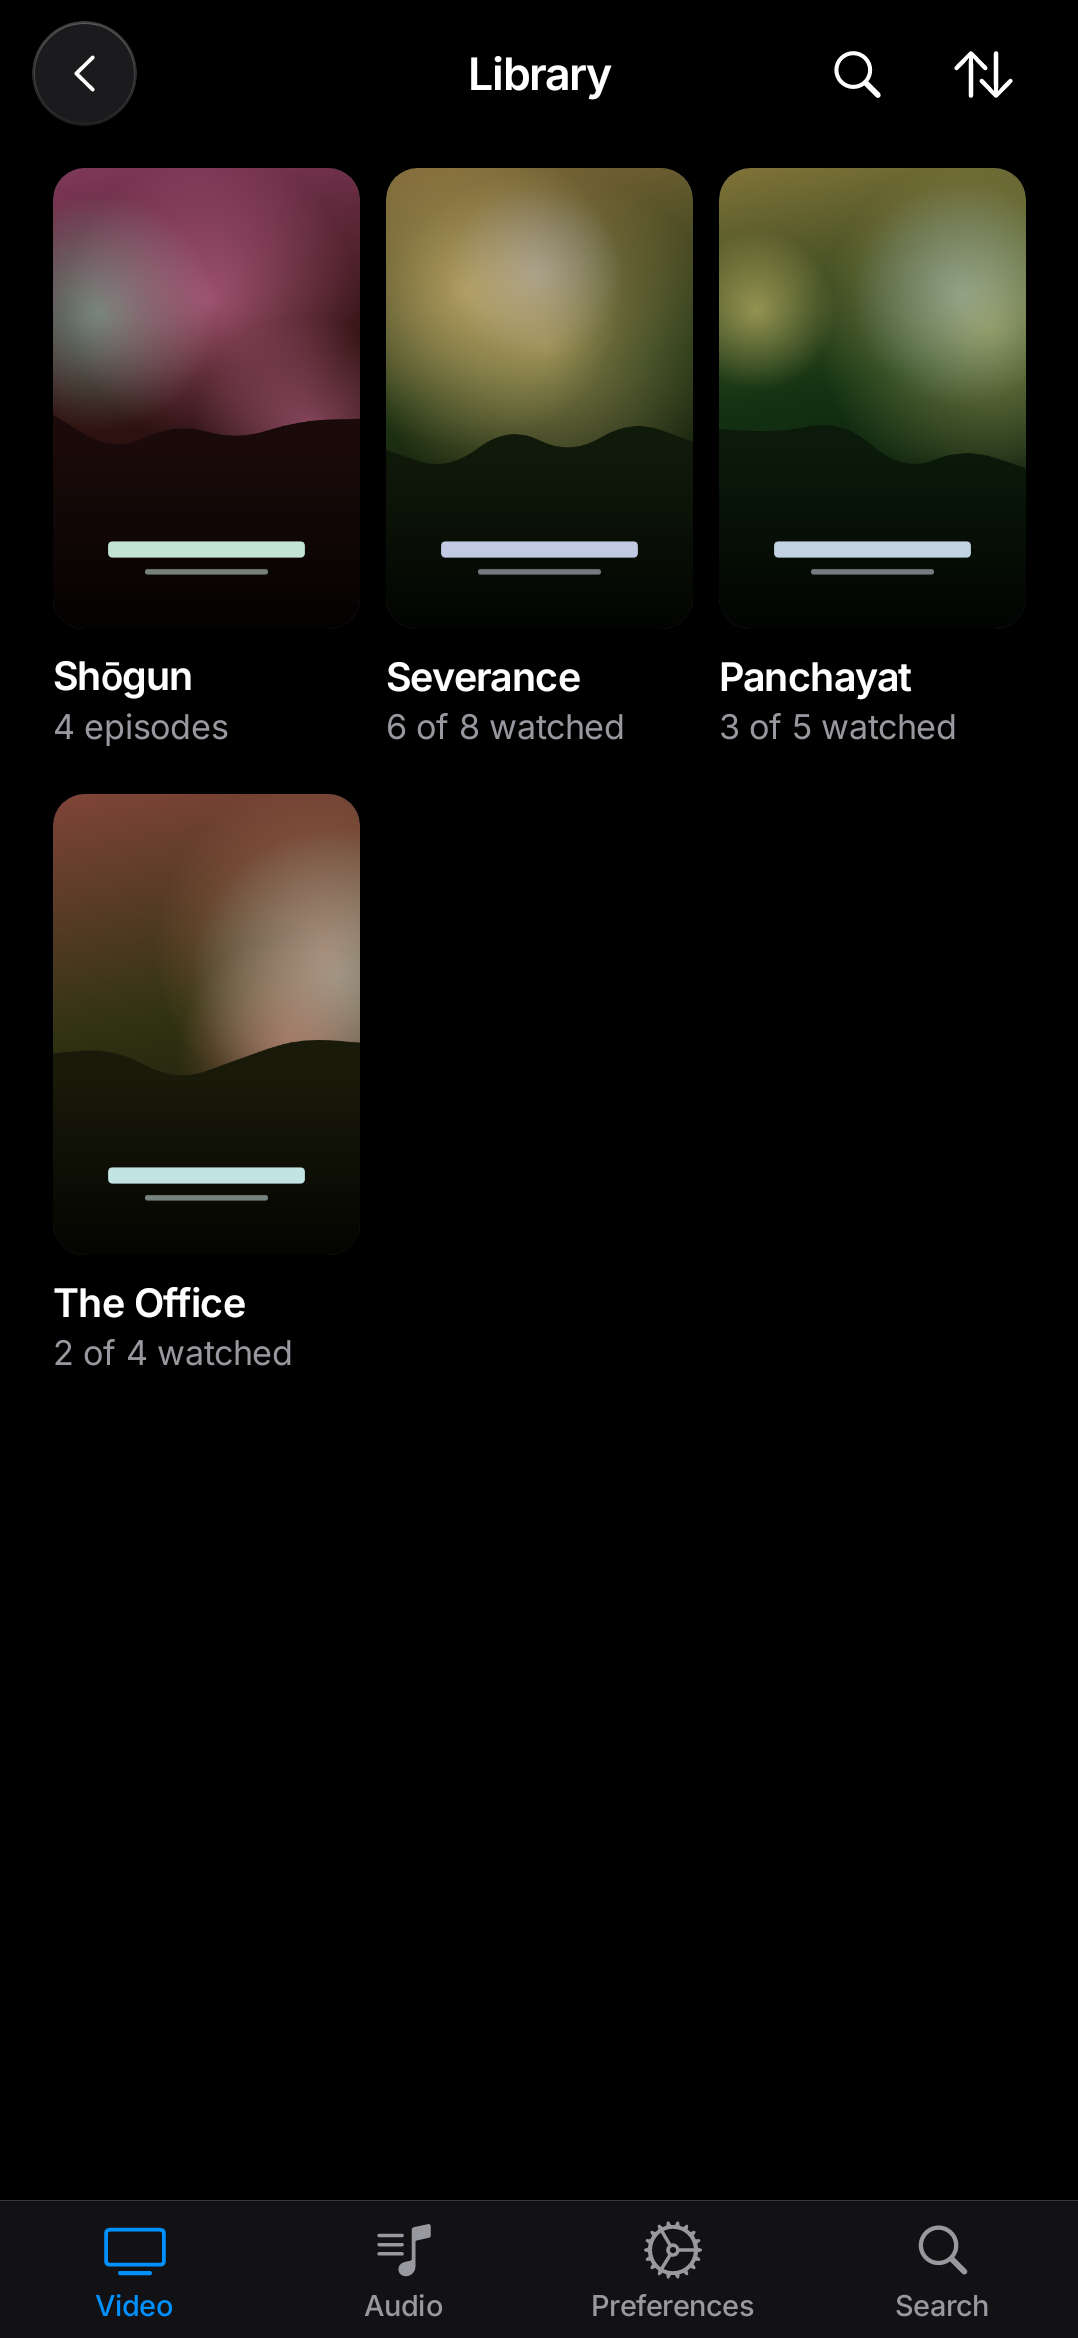 Library
Shōgun
4 episodes
Severance
6 of 8 watched
Panchayat
3 of 5 watched
The Office
2 of 4 watched
Video
Audio
Preferences
Search